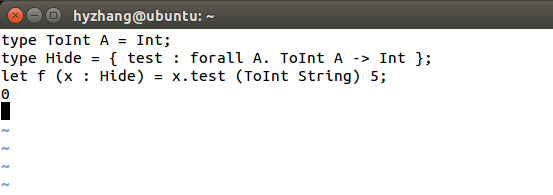 hyzhang@ubuntu: ~
type ToInt A = Int;
type Hide = { test : forall A. ToInt A -> Int };
let f (x : Hide) = x.test (ToInt String) 5;
0
~
~
~
~